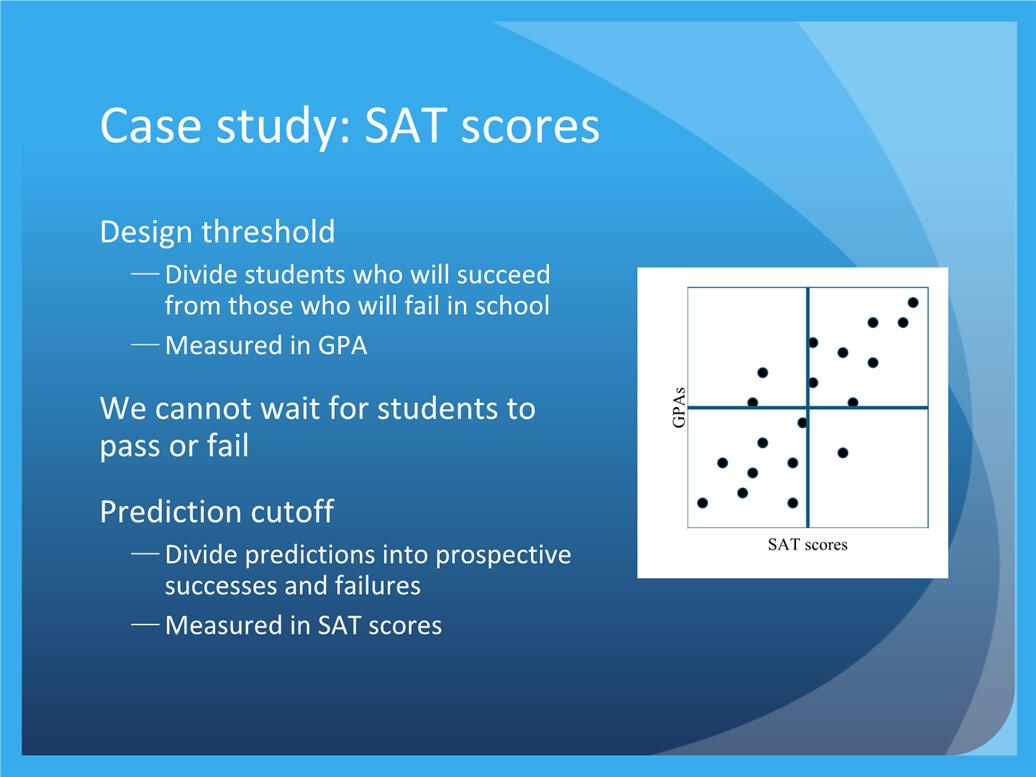 Case study: SAT scores
Design threshold
— Divide students who will succeed
from those who will fail in school
— Measured in GPA
We cannot wait for students to
pass or fail
Prediction cutoff
— Divide predictions into prospective
successes and failures
— Measured in SAT scores
GPAs
SAT scores